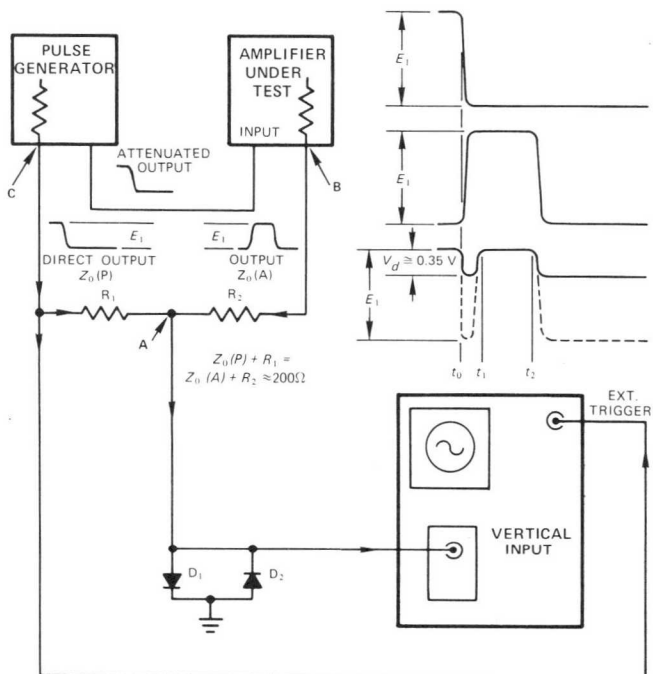 PULSE
GENERATOR
AMPLIFIER
UNDER
TEST
INPUT
ATTENUATED
OUTPUT
C
B
E₁
DIRECT OUTPUT
Z₀(P)
E₁
OUTPUT
Z₀(A)
R₁
R₂
A
Z₀(P) + R₁ =
Z₀ (A) + R₂ ≈200Ω
E₁
E₁
V_d ≅ 0.35 V
E₁
t₀
t₁
t₂
EXT.
TRIGGER
VERTICAL
INPUT
D₁
D₂